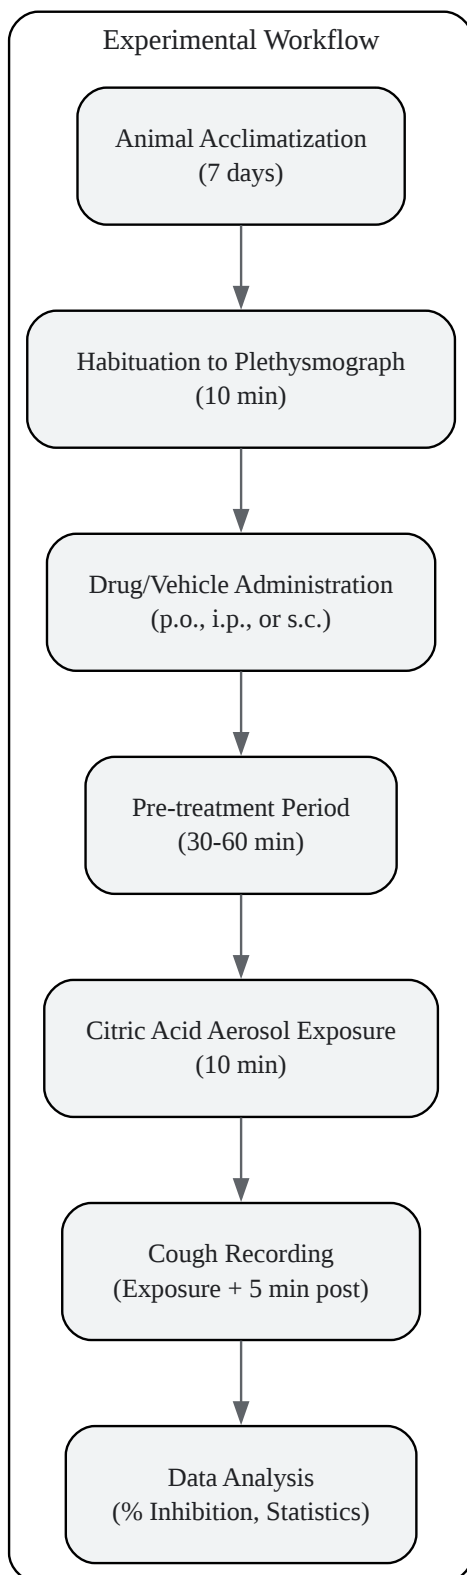 Experimental Workflow
Animal Acclimatization
(7 days)
Habituation to Plethysmograph
(10 min)
Drug/Vehicle Administration
(p.o., i.p., or s.c.)
Pre-treatment Period
(30-60 min)
Citric Acid Aerosol Exposure
(10 min)
Cough Recording
(Exposure + 5 min post)
Data Analysis
(% Inhibition, Statistics)